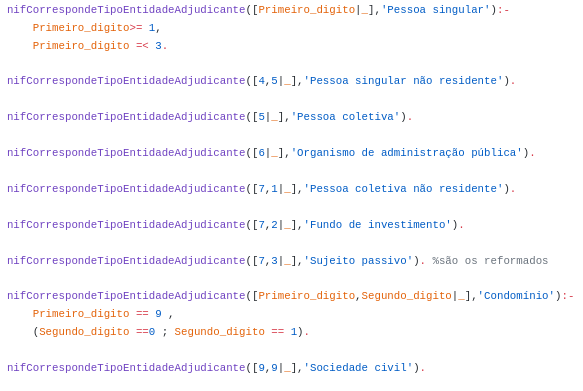 nifCorrespondeTipoEntidadeAdjudicante([Primeiro_digito|_],'Pessoa singular'):-
    Primeiro_digito>= 1,
    Primeiro_digito =< 3.
nifCorrespondeTipoEntidadeAdjudicante([4,5|_],'Pessoa singular não residente').
nifCorrespondeTipoEntidadeAdjudicante([5|_],'Pessoa coletiva').
nifCorrespondeTipoEntidadeAdjudicante([6|_],'Organismo de administração pública').
nifCorrespondeTipoEntidadeAdjudicante([7,1|_],'Pessoa coletiva não residente').
nifCorrespondeTipoEntidadeAdjudicante([7,2|_],'Fundo de investimento').
nifCorrespondeTipoEntidadeAdjudicante([7,3|_],'Sujeito passivo'). %são os reformados
nifCorrespondeTipoEntidadeAdjudicante([Primeiro_digito,Segundo_digito|_],'Condomínio'):-
    Primeiro_digito == 9 ,
    (Segundo_digito ==0 ; Segundo_digito == 1).
nifCorrespondeTipoEntidadeAdjudicante([9,9|_],'Sociedade civil').